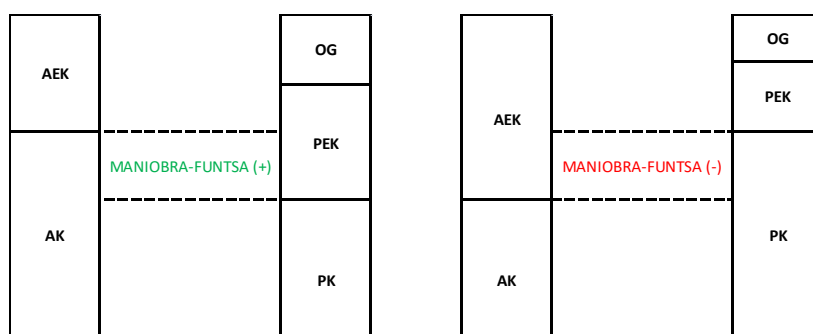 AEK
OG
PEK
MANIOBRA-FUNTSA (+)
AK
PK
OG
PEK
AEK
MANIOBRA-FUNTSA (-)
PK
AK